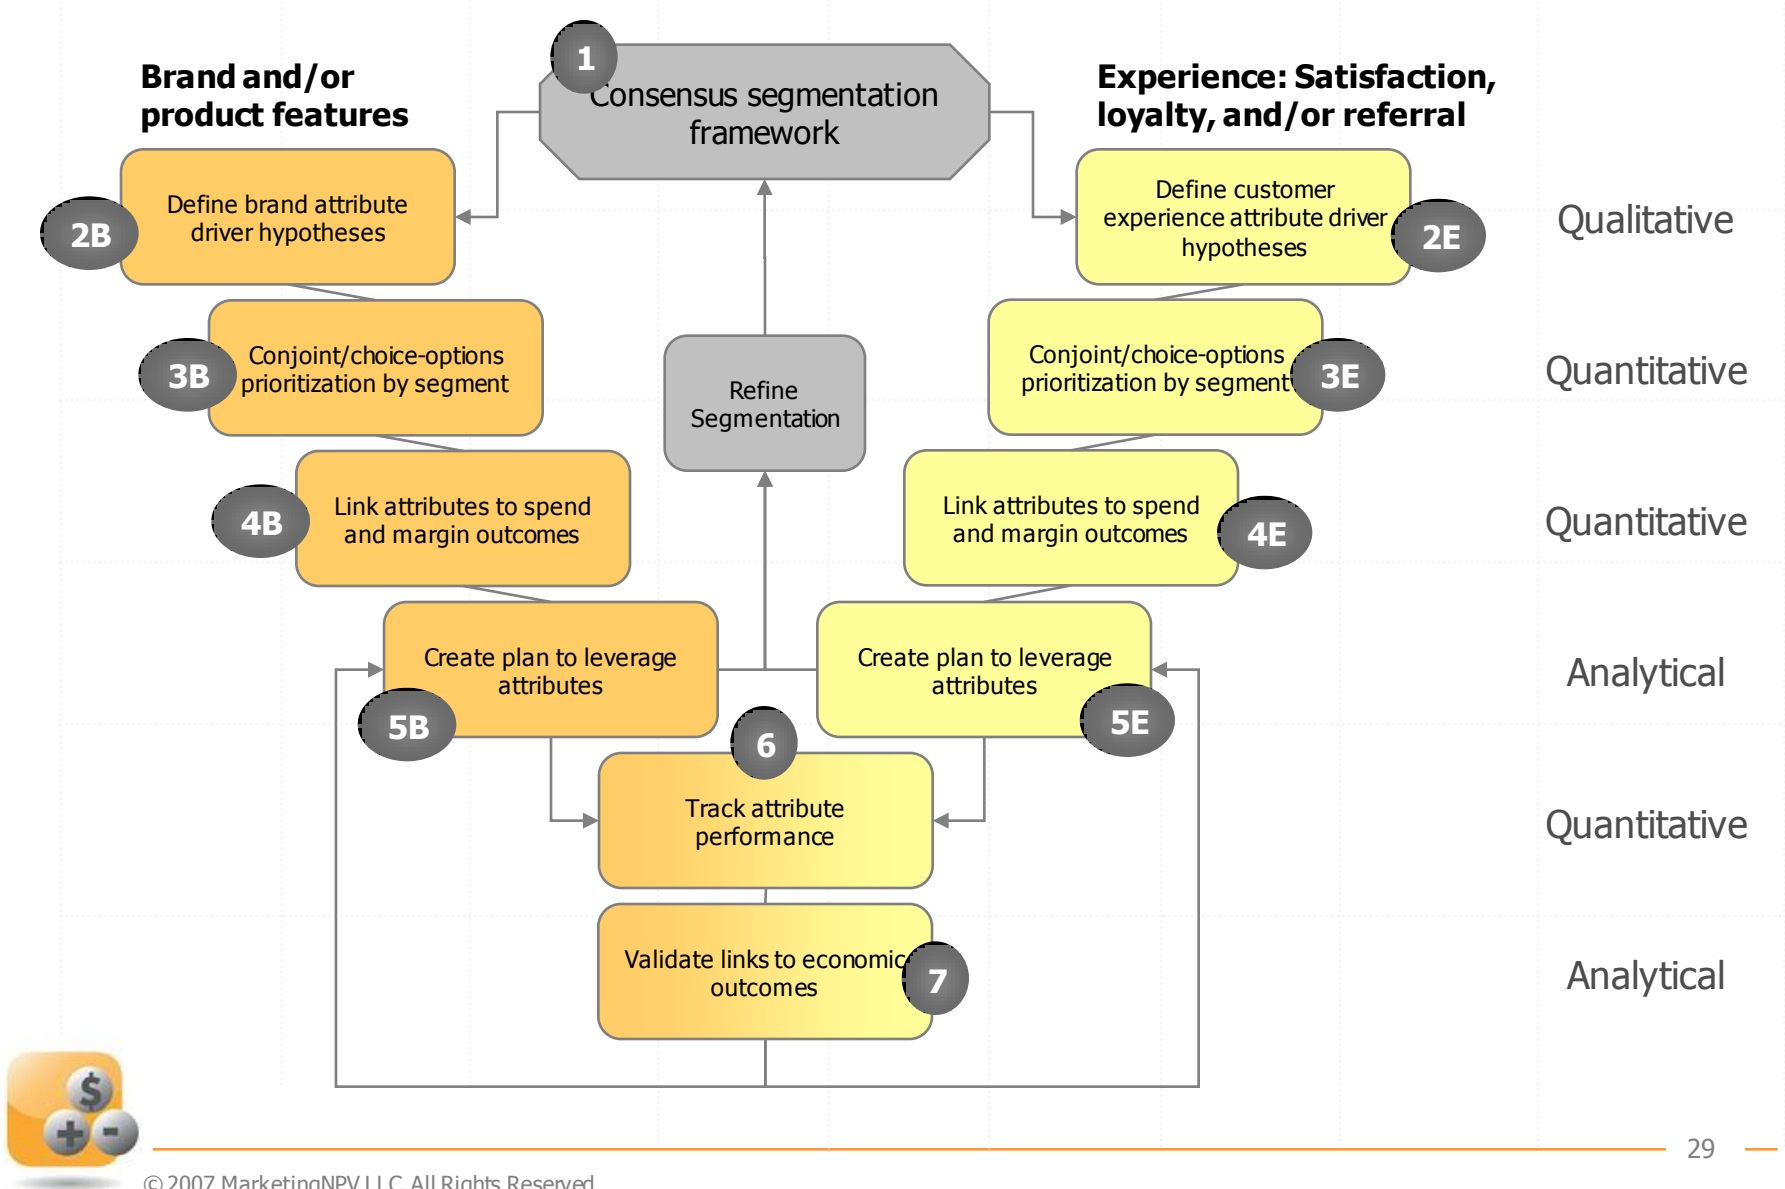 Brand and/or
product features
1
Consensus segmentation
framework
Experience: Satisfaction,
loyalty, and/or referral
2B
Define brand attribute
driver hypotheses
Define customer
experience attribute driver
hypotheses
2E
Qualitative
3B
Conjoint/choice-options
prioritization by segment
Refine
Segmentation
Conjoint/choice-options
prioritization by segment
3E
Quantitative
4B
Link attributes to spend
and margin outcomes
Link attributes to spend
and margin outcomes
4E
Quantitative
Create plan to leverage
attributes
5B
Create plan to leverage
attributes
5E
Analytical
6
Track attribute
performance
Quantitative
Validate links to economic
outcomes
7
Analytical
$
+ -
29
© 2007 MarketingNPV LLC. All Rights Reserved.